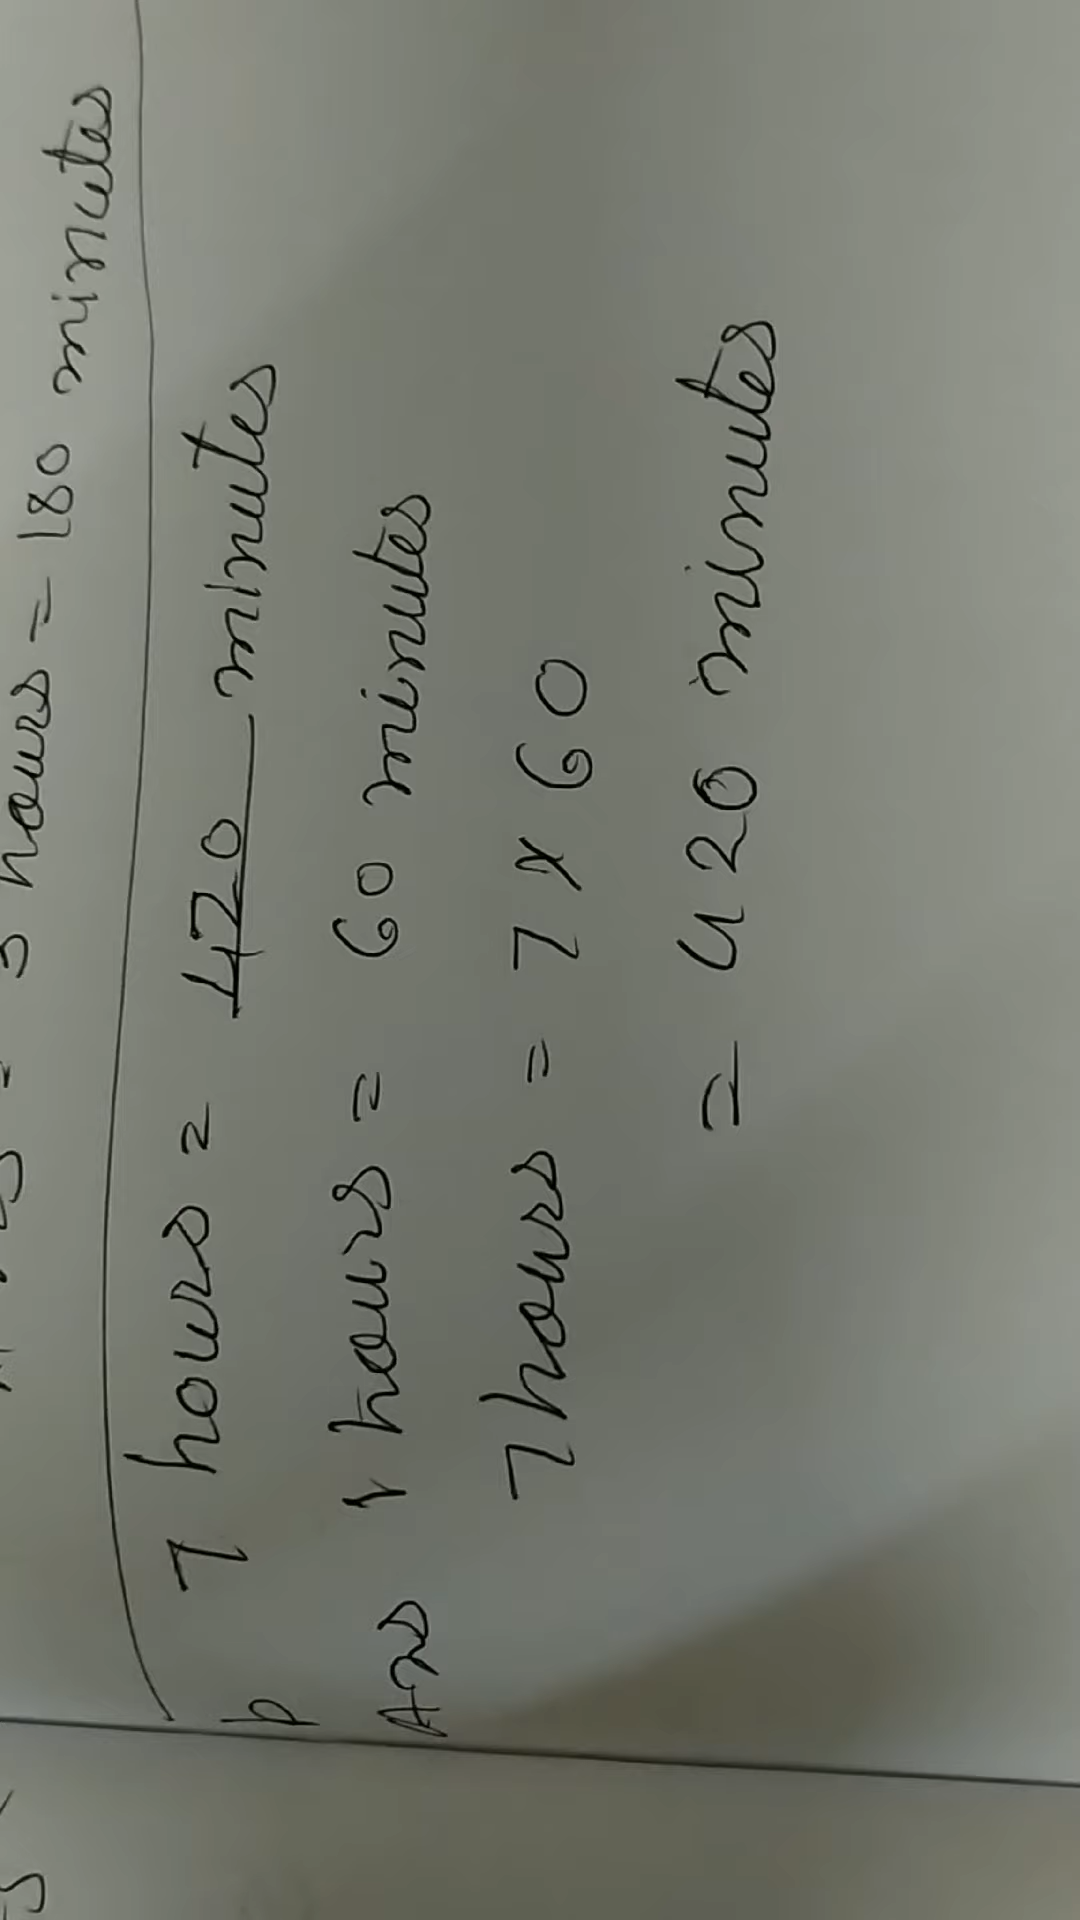 3 hours = 180 minutes
b 7 hours = 420 minutes
Ans 1 hours = 60 minutes
7 hours = 7 x 60
= 420 minutes